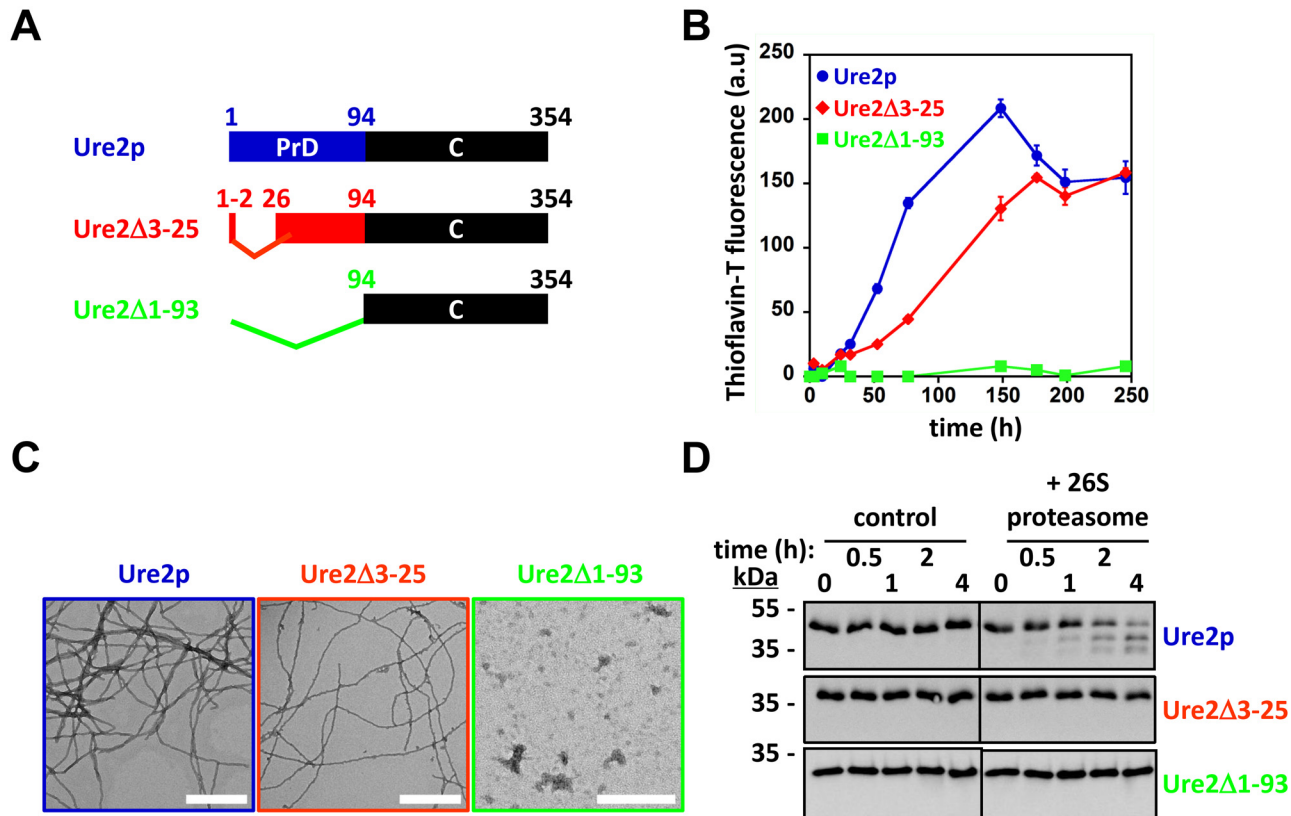 A
1 94 354
Ure2p PrD C
1-2 26 94 354
Ure2Δ3-25 C
94 354
Ure2Δ1-93 C
B
Thioflavin-T fluorescence (a.u)
250
200
150
100
50
0
Ure2p
Ure2Δ3-25
Ure2Δ1-93
0 50 100 150 200 250
time (h)
C
Ure2p Ure2Δ3-25 Ure2Δ1-93
D
+ 26S
control proteasome
time (h): 0.5 2 0.5 2
kDa 0 1 4 0 1 4
55 -
35 - Ure2p
35 - Ure2Δ3-25
35 -
Ure2Δ1-93